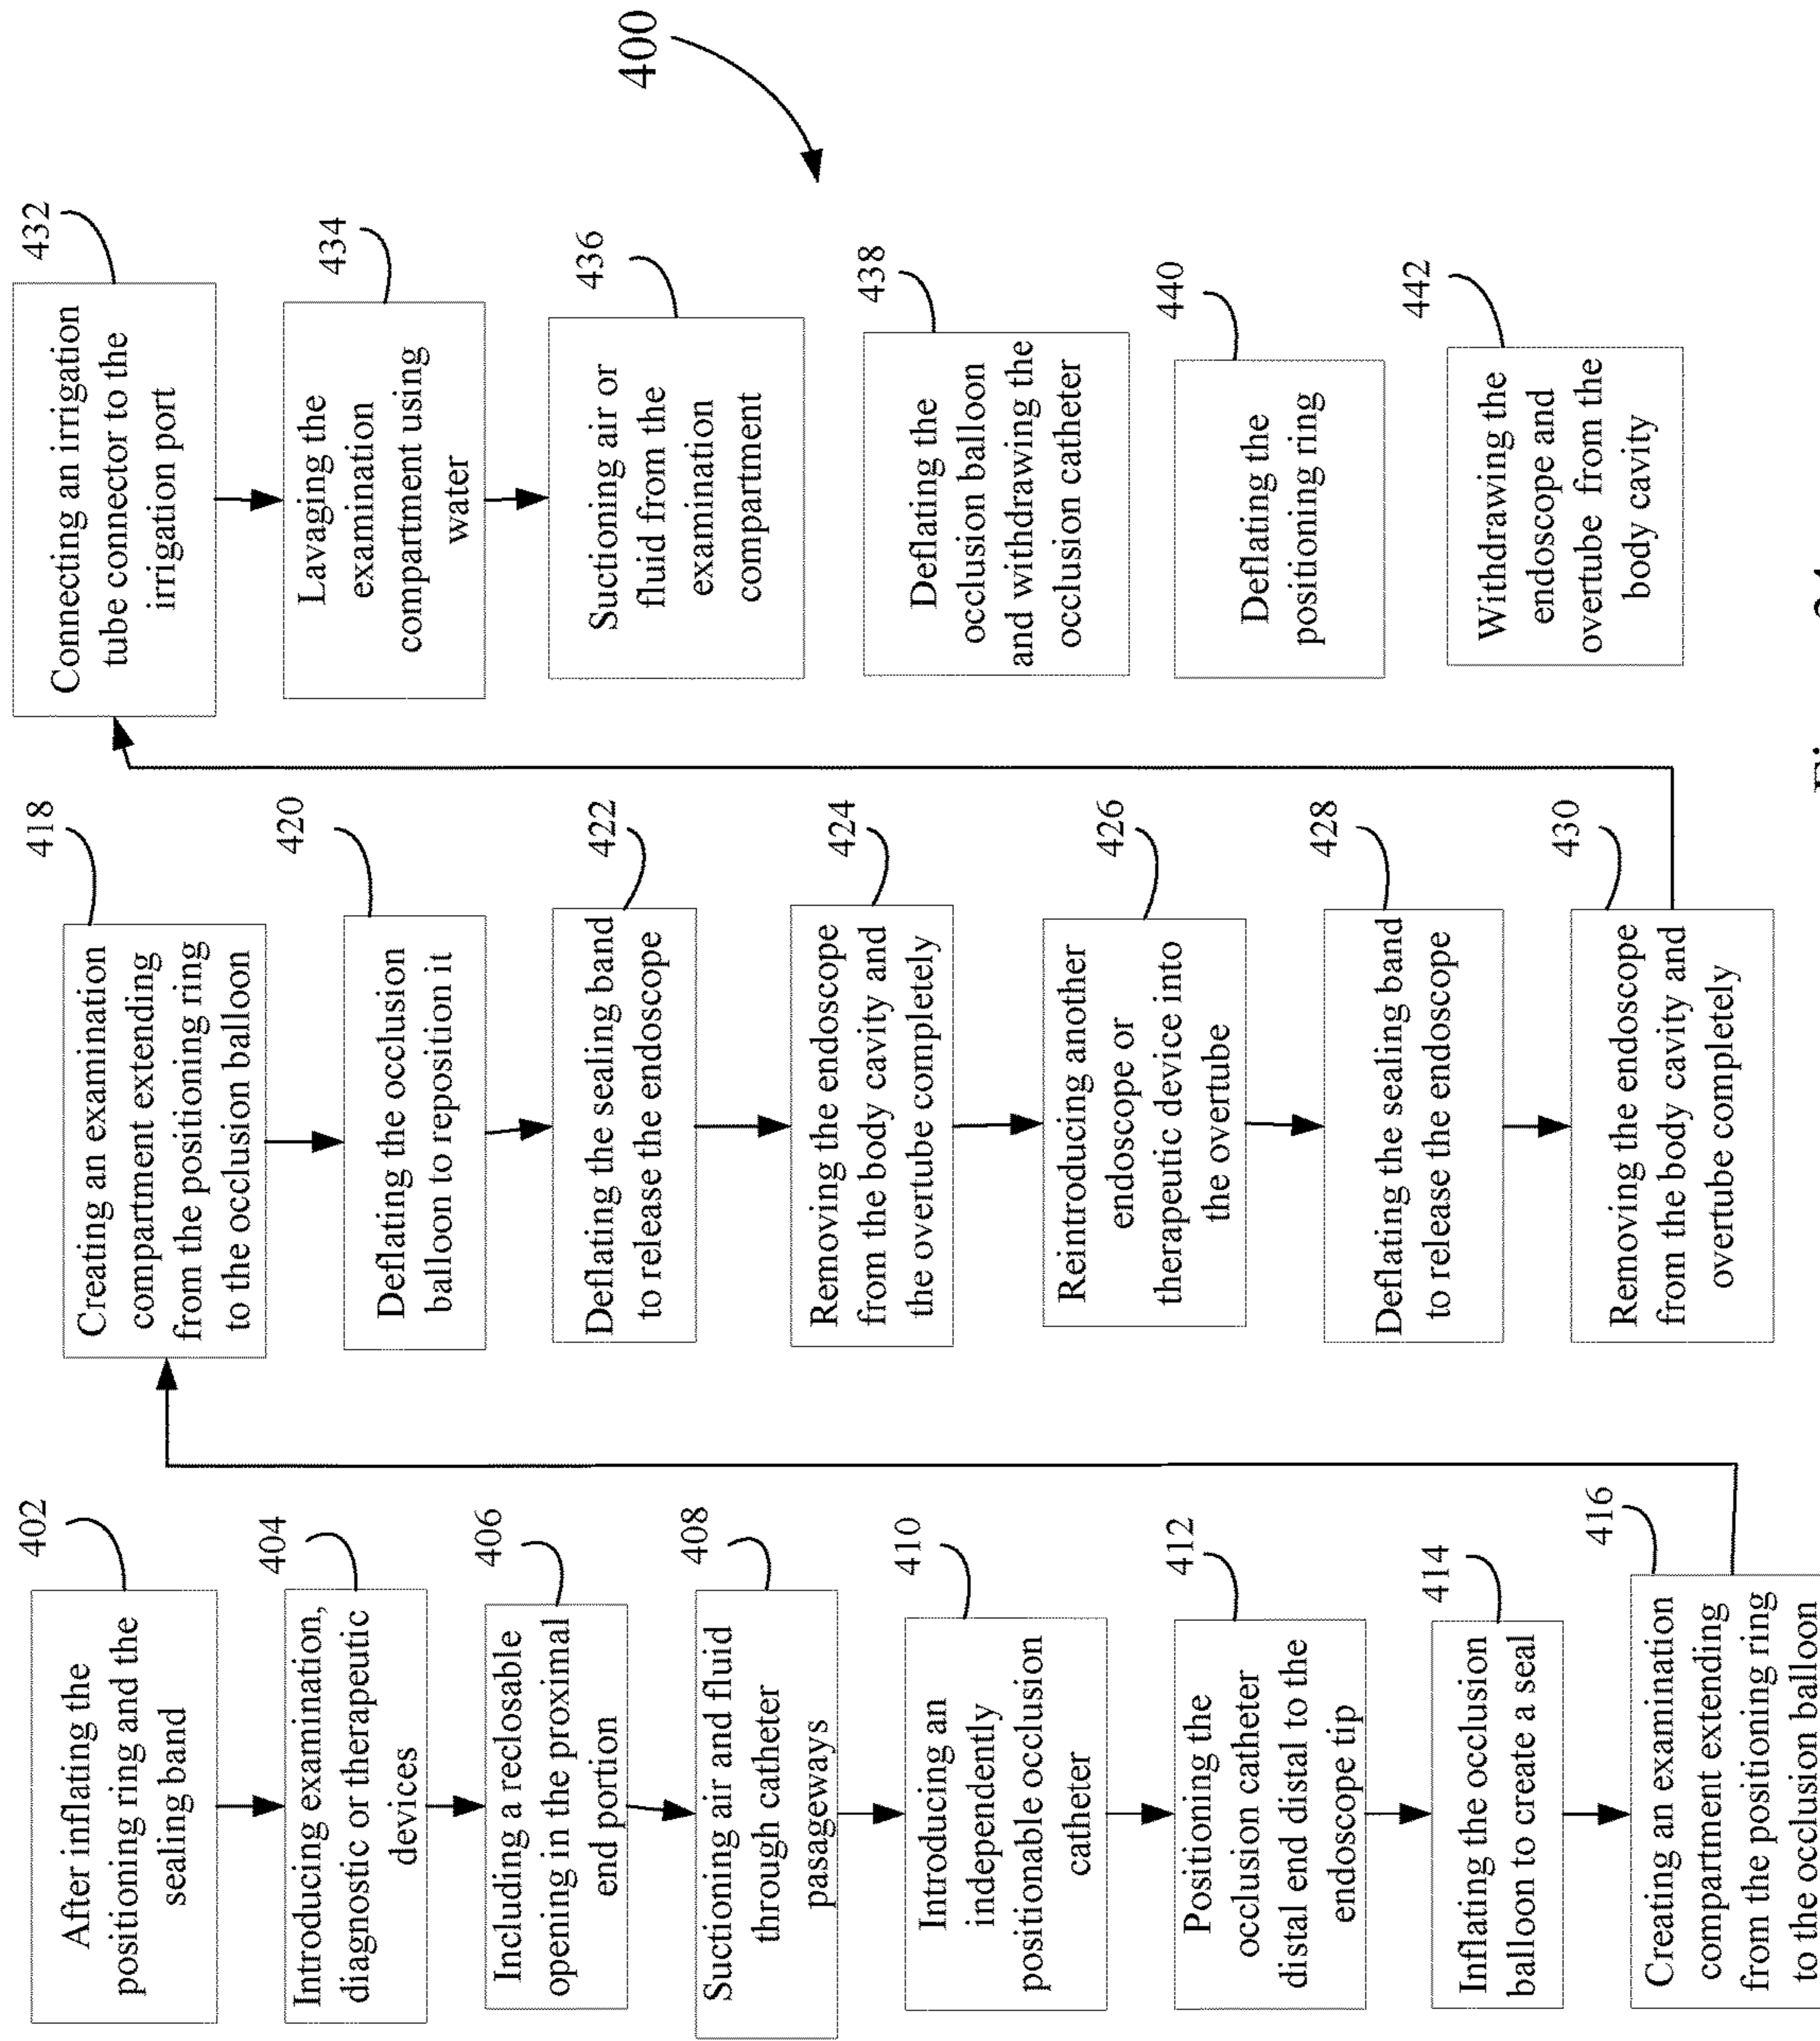 402
After inflating the
positioning ring and the
sealing band
404
Introducing examination,
diagnostic or therapeutic
devices
406
Including a reclosable
opening in the proximal
end portion
408
Suctioning air and fluid
through catheter
pasageways
410
Introducing an
independently
positionable occlusion
catheter
412
Positioning the
occlusion catheter
distal end distal to the
endoscope tip
414
Inflating the occlusion
balloon to create a seal
416
Creating an examination
compartment extending
from the positioning ring
to the occlusion balloon
418
Creating an examination
compartment extending
from the positioning ring
to the occlusion balloon
420
Deflating the occlusion
balloon to reposition it
422
Deflating the sealing band
to release the endoscope
424
Removing the endoscope
from the body cavity and
the overtube completely
426
Reintroducing another
endoscope or
therapeutic device into
the overtube
428
Deflating the sealing band
to release the endoscope
430
Removing the endoscope
from the body cavity and
overtube completely
432
Connecting an irrigation
tube connector to the
irrigation port
434
Lavaging the
examination
compartment using
water
436
Suctioning air or
fluid from the
examination
compartment
438
Deflating the
occlusion balloon
and withdrawing the
occlusion catheter
440
Deflating the
positioning ring
442
Withdrawing the
endoscope and
overtube from the
body cavity
400